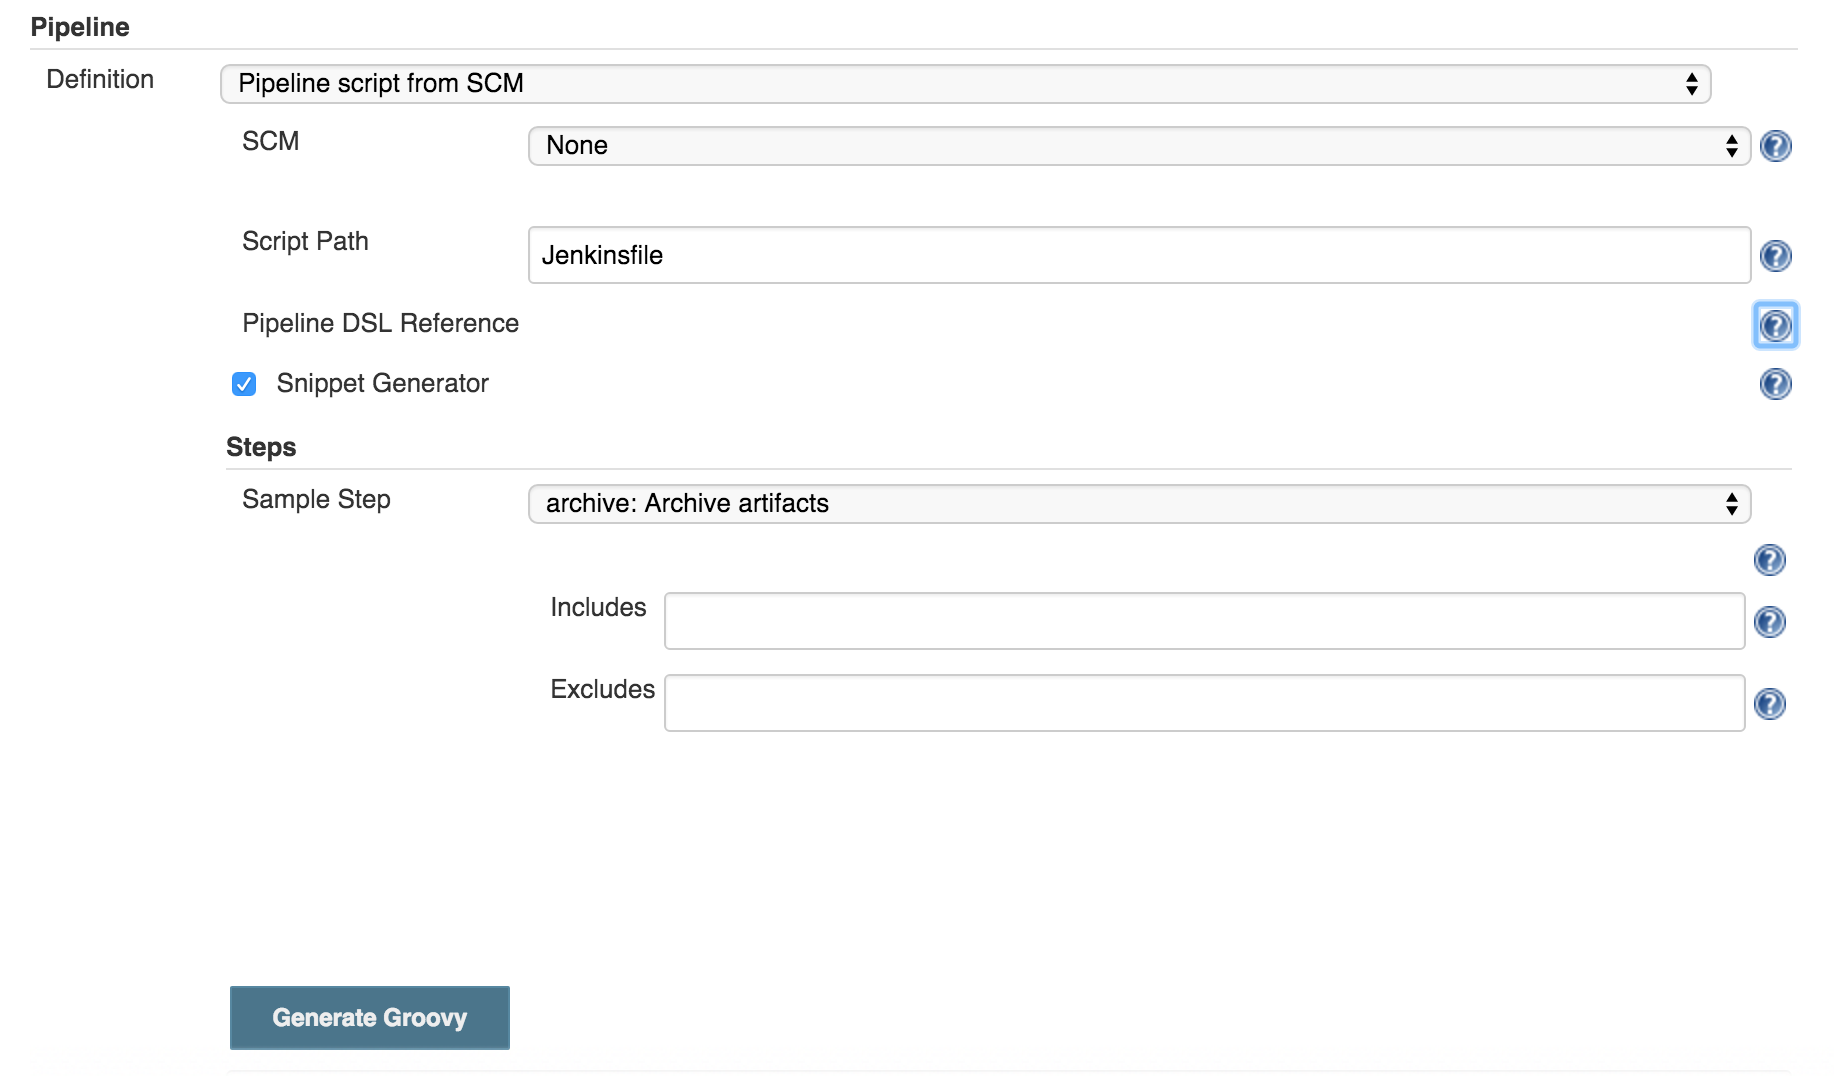 Pipeline
Definition
Pipeline script from SCM
SCM
None
Script Path
Jenkinsfile
Pipeline DSL Reference
Snippet Generator
Steps
Sample Step
archive: Archive artifacts
Includes
Excludes
Generate Groovy